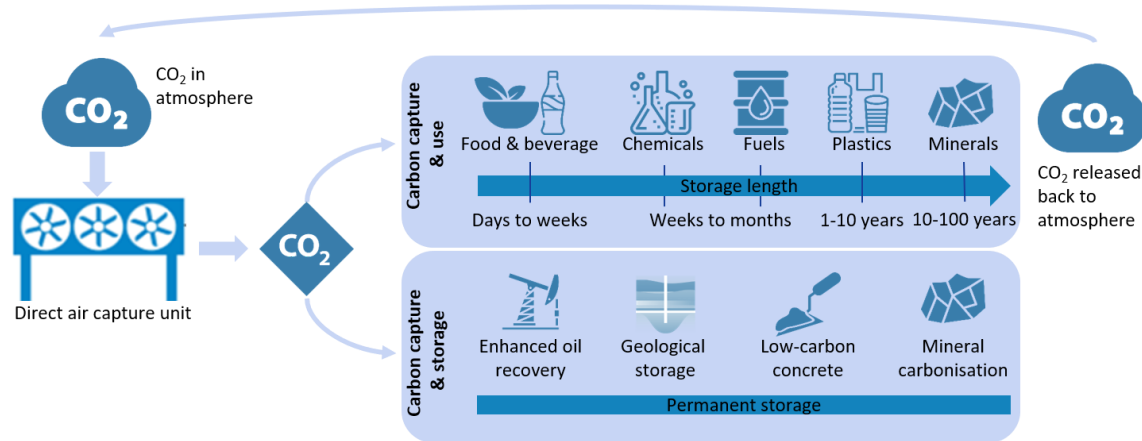 CO₂
CO₂ in
atmosphere
Direct air capture unit
CO₂
Carbon capture
& use
Food & beverage
Chemicals
Fuels
Plastics
Minerals
Storage length
Days to weeks
Weeks to months
1-10 years
10-100 years
Carbon capture
& storage
Enhanced oil
recovery
Geological
storage
Low-carbon
concrete
Mineral
carbonisation
Permanent storage
CO₂
CO₂ released
back to
atmosphere